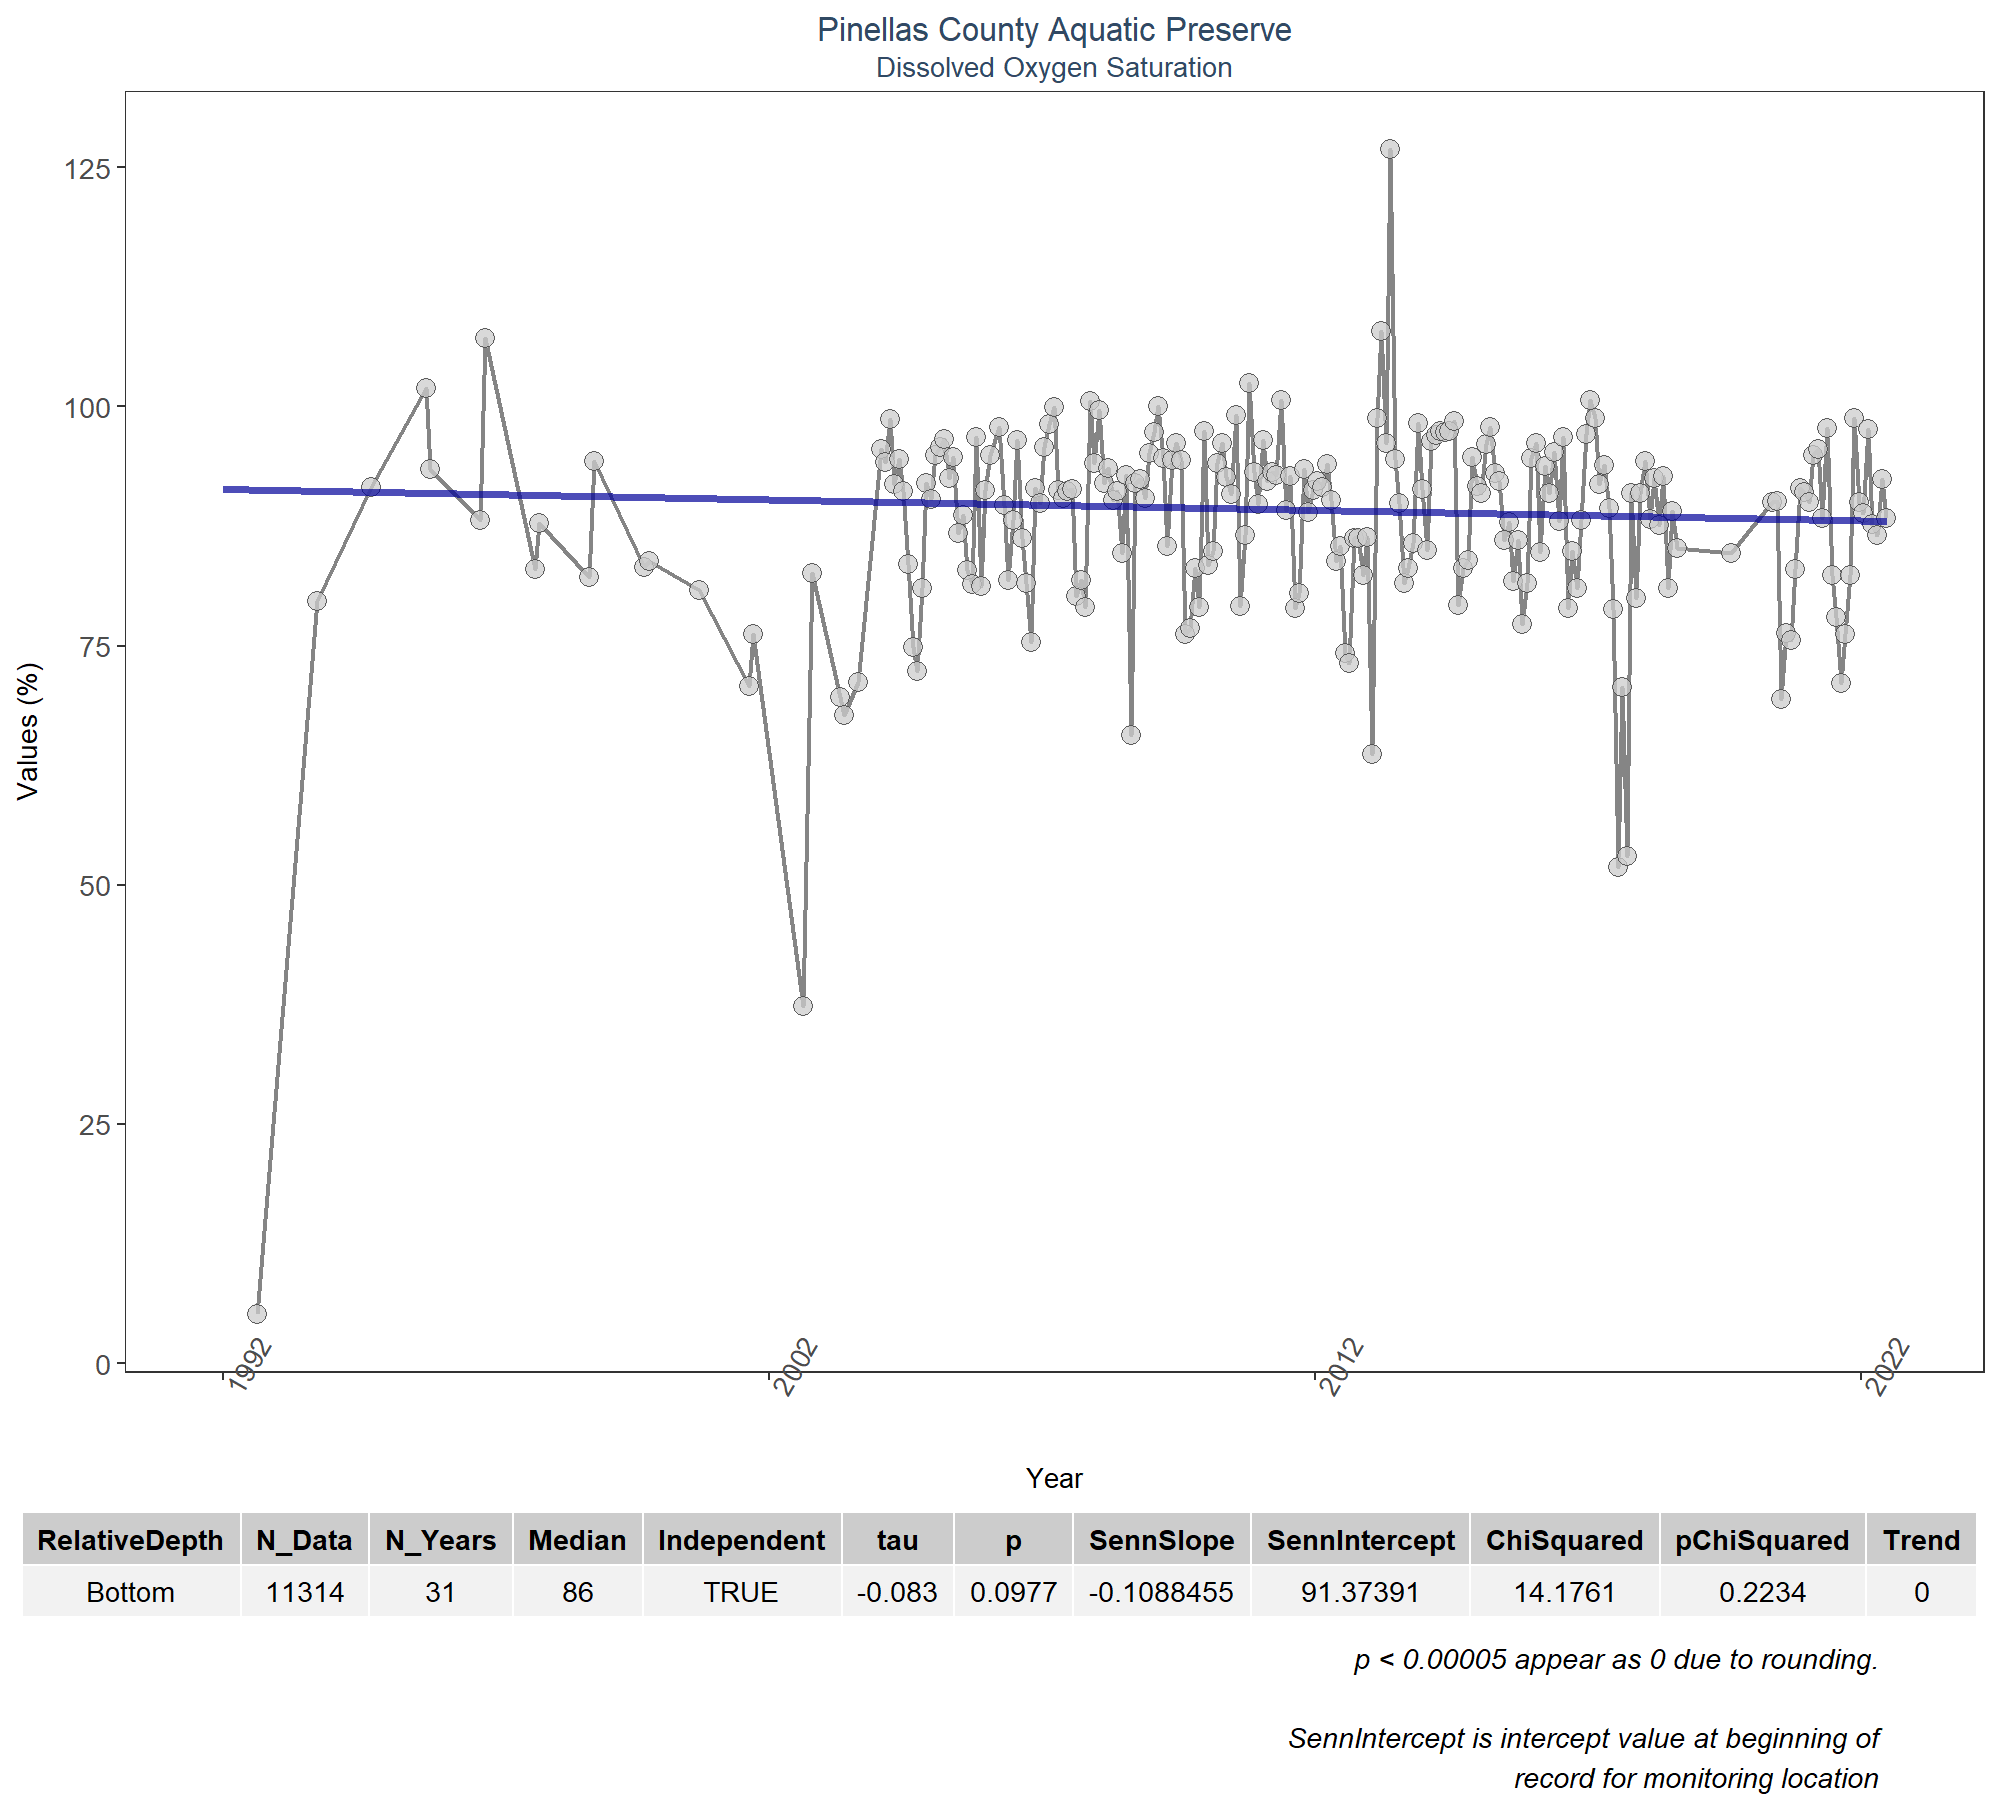 Pinellas County Aquatic Preserve
Dissolved Oxygen Saturation
Values (%)
125
100
75
50
25
0
1992
2002
2012
2022
Year
RelativeDepth N_Data N_Years Median Independent tau p SennSlope SennIntercept ChiSquared pChiSquared Trend
Bottom 11314 31 86 TRUE -0.083 0.0977 -0.1088455 91.37391 14.1761 0.2234 0
p < 0.00005 appear as 0 due to rounding.
SennIntercept is intercept value at beginning of
record for monitoring location